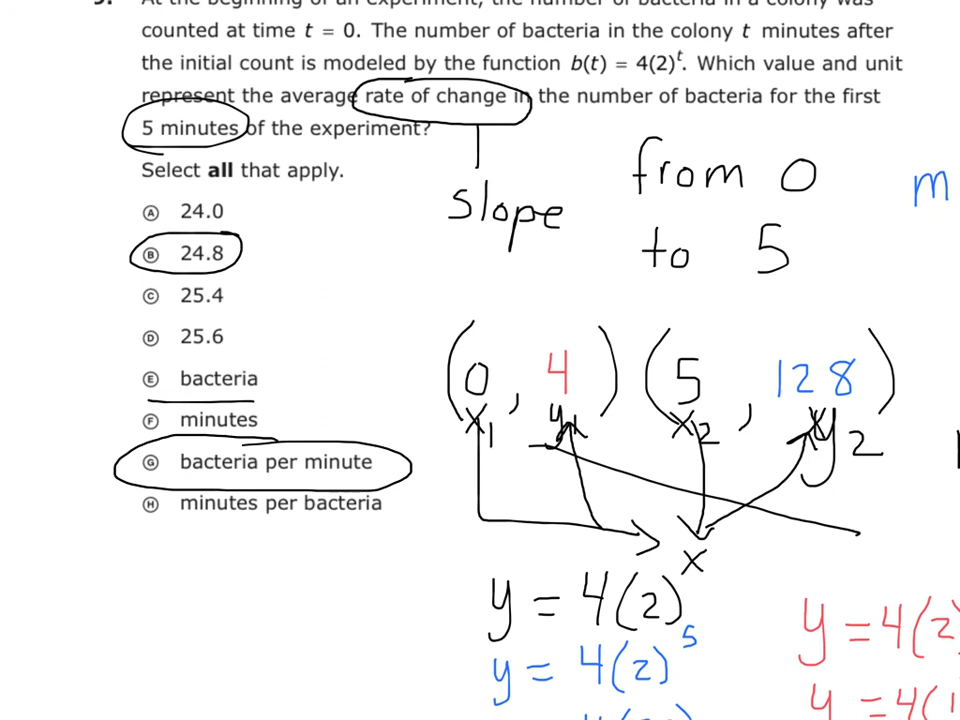 counted at time t = 0. The number of bacteria in the colony t minutes after
the initial count is modeled by the function b(t) = 4(2)^t. Which value and unit
represent the average rate of change in the number of bacteria for the first
5 minutes of the experiment?
Select all that apply.
A 24.0
B 24.8
C 25.4
D 25.6
E bacteria
F minutes
G bacteria per minute
H minutes per bacteria
slope
from 0
to 5
m
(0, 4) (5, 128)
x₁ y₁ x₂ y₂
x
y = 4(2)
5
y = 4(2)
y = 4(2)
y = 4(1